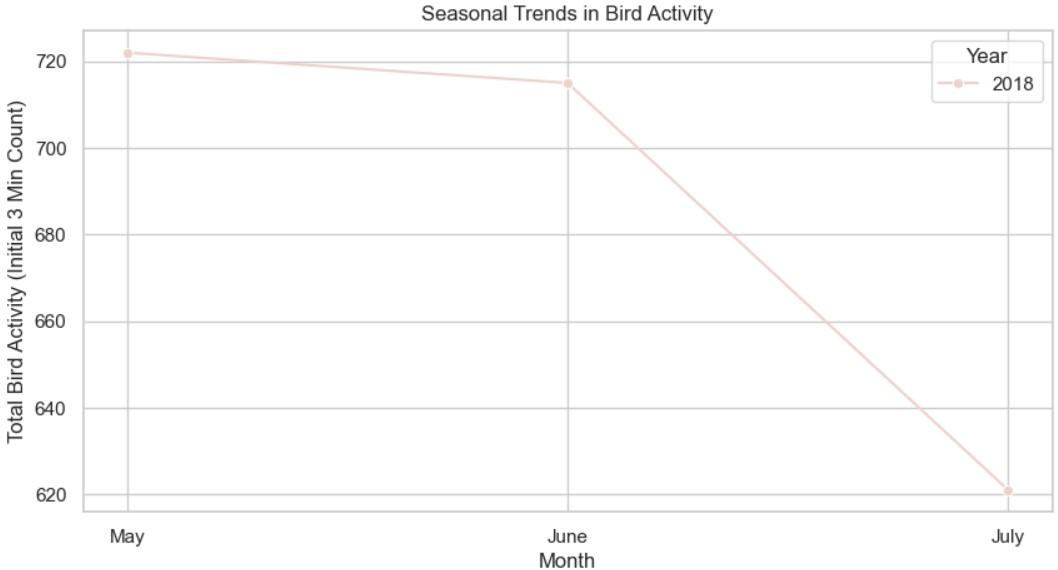 Seasonal Trends in Bird Activity
Total Bird Activity (Initial 3 Min Count)
720
700
680
660
640
620
Year
2018
May June July
Month